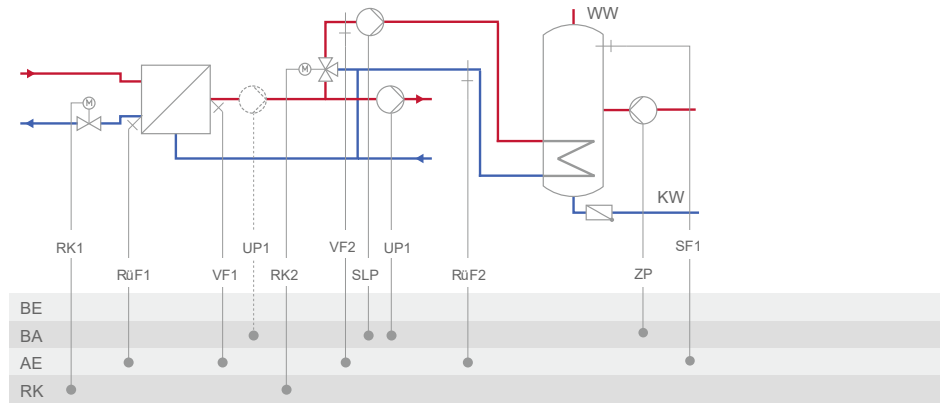 WW
M
M
KW
RK1
UP1
VF2
UP1
SF1
RüF1
VF1
RK2
SLP
RüF2
ZP
BE
BA
AE
RK